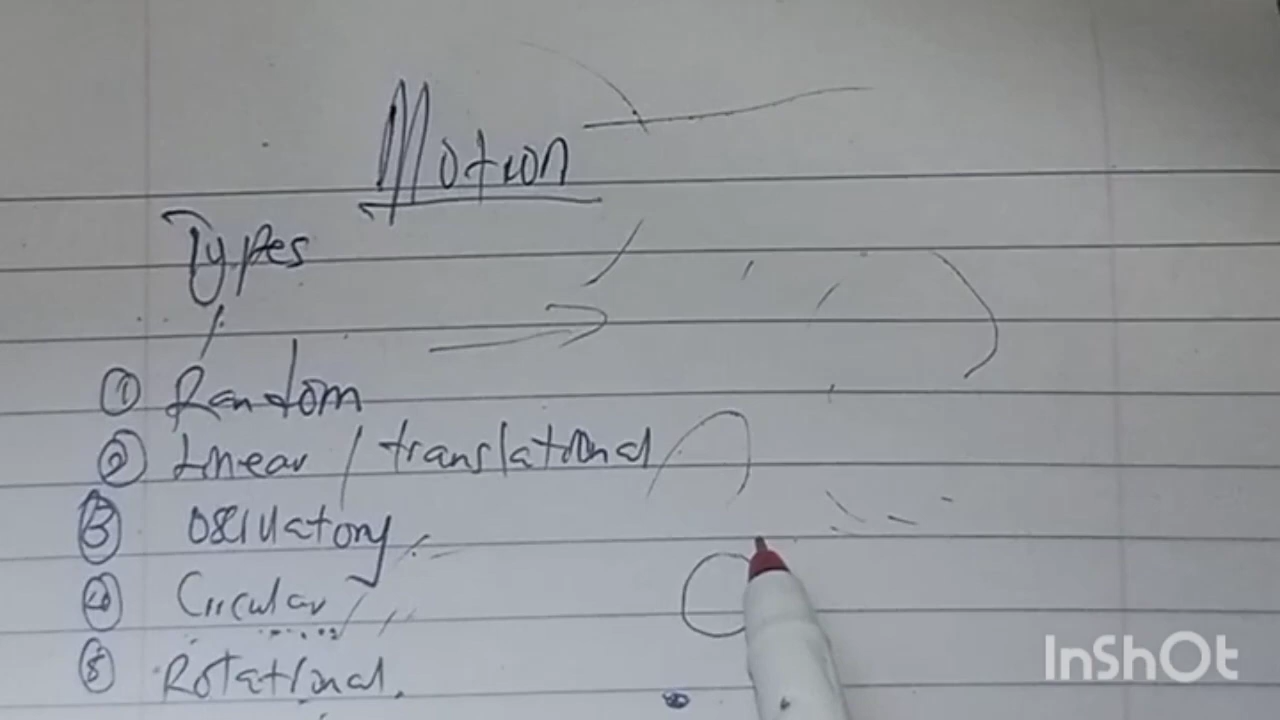 Motion
Types
① Random
② Linear / translational
③ Oscillatory
④ Circular
⑤ Rotational.
InShOt